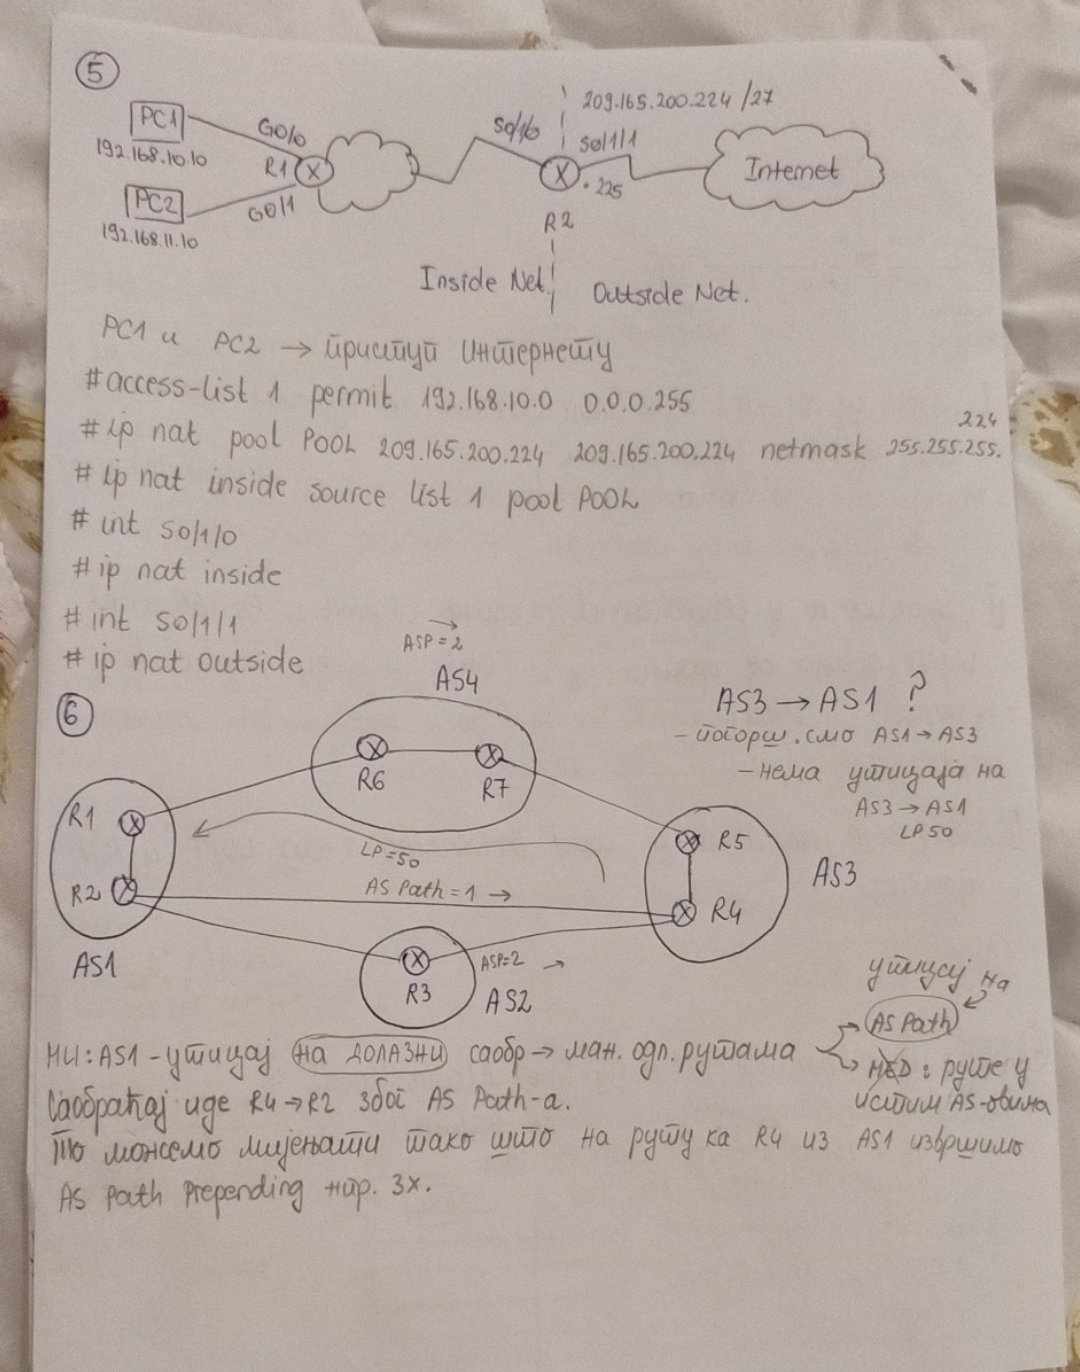 5
209.165.200.224 /27
PC1
G0/0
S0/1/0
S0/1/1
192.168.10.10
R1
Internet
.225
PC2
G0/1
192.168.11.10
R2
Inside Net.
Outside Net.
PC1 и PC2 → приступ Интернету
#access-list 1 permit 192.168.10.0 0.0.0.255
224
#ip nat pool POOL 209.165.200.224 209.165.200.224 netmask 255.255.255.
#ip nat inside source list 1 pool POOL
#int S0/1/0
#ip nat inside
#int S0/1/1
#ip nat outside
ASP=2
AS4
6
AS3 → AS1 ?
- погорш. смо AS1 → AS3
- нема утицаја на
AS3 → AS1
LP 50
R6
R7
R1
R5
LP=50
AS3
R2
AS Path=1 →
R4
AS1
ASP=2 →
R3
AS2
утицај на
AS Path
МИ: AS1 - утицај на ДОЛАЗНИ саобр → ман. одл. рутама
MED: руте у
истим AS-овима
Саобраћај иде R4 → R2 због AS Path-a.
То можемо мијењати тако што на руту ка R4 из AS1 извршимо
AS Path Prepending нпр. 3x.